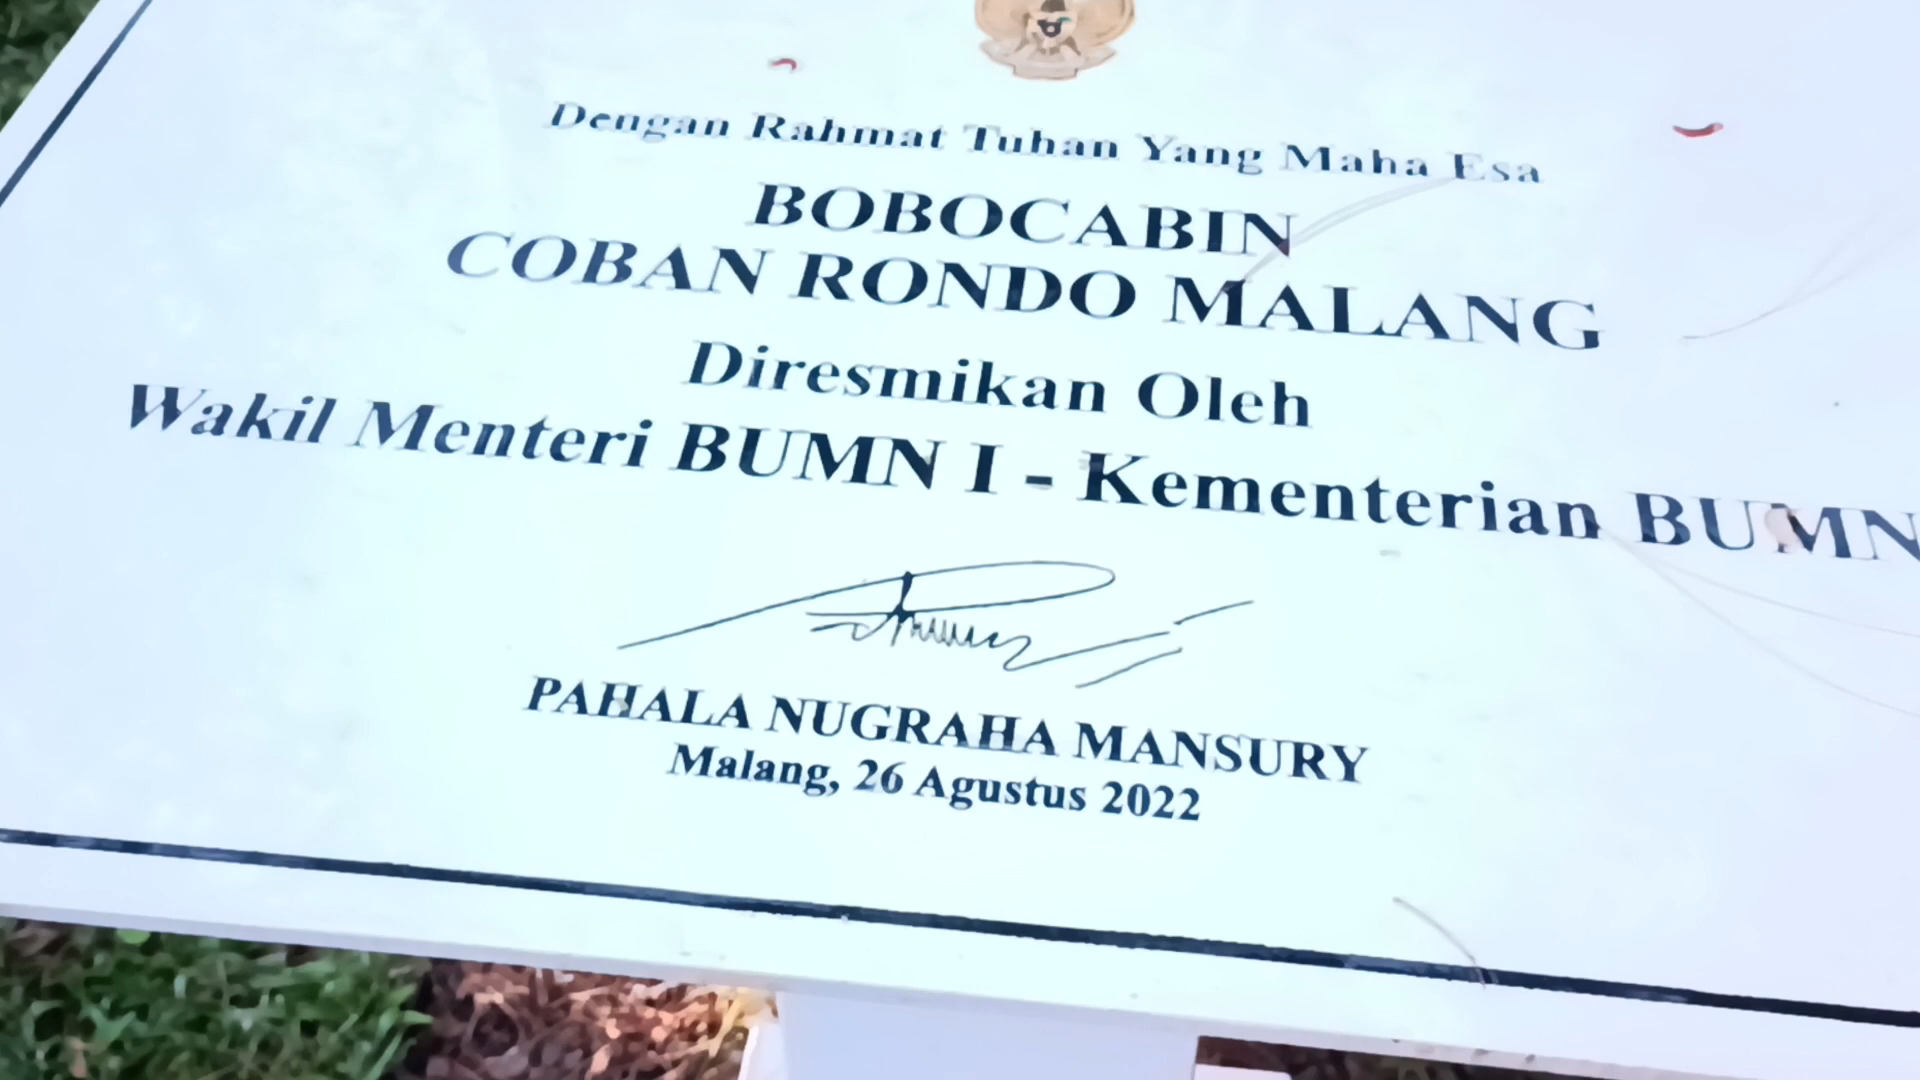 Dengan Rahmat Tuhan Yang Maha Esa
BOBOCABIN
COBAN RONDO MALANG
Diresmikan Oleh
Wakil Menteri BUMN I - Kementerian BUMN
PAHALA NUGRAHA MANSURY
Malang, 26 Agustus 2022